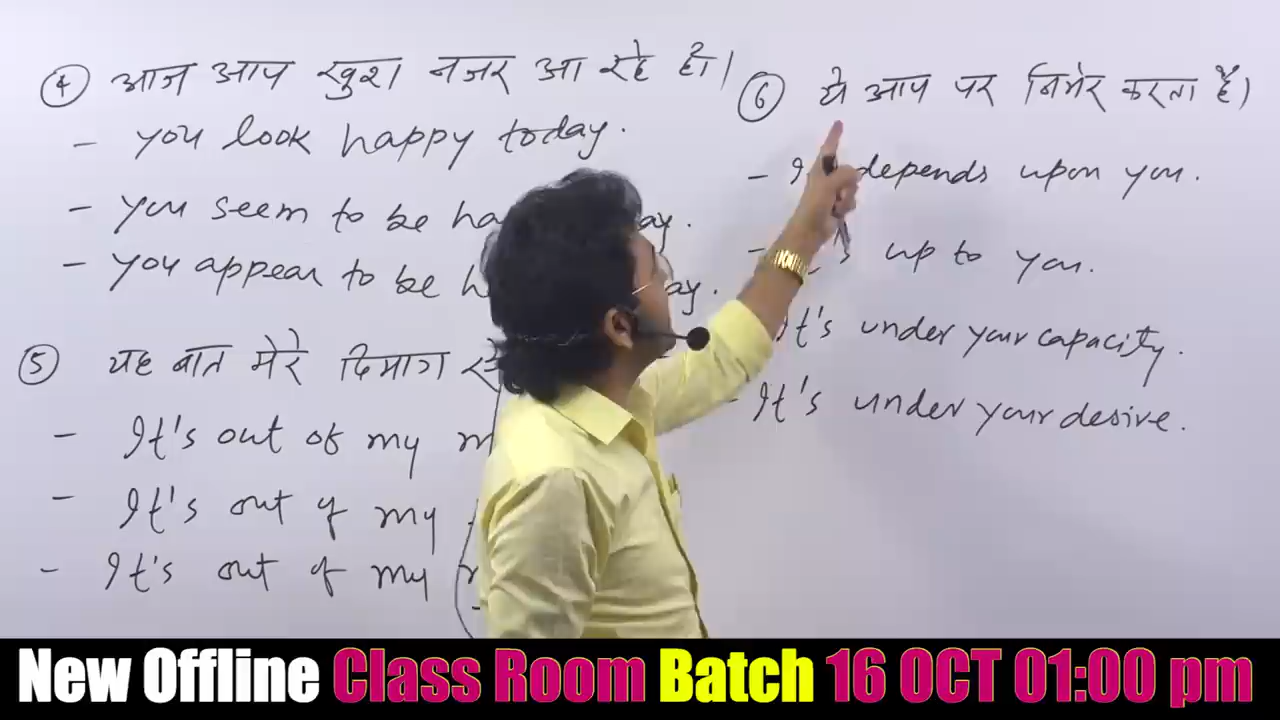 ④ आज आप खुश नजर आ रहे हो।
- you look happy today.
- you seem to be
- you appear to be
⑤ यह बात मेरे दिमाग
- It's out of my
- It's out of my
- It's out of my
⑥ ये आप पर निर्भर करता है।
- depends upon you.
- up to you.
It's under your capacity.
- It's under your desire.
New Offline Class Room Batch 16 OCT 01:00 pm